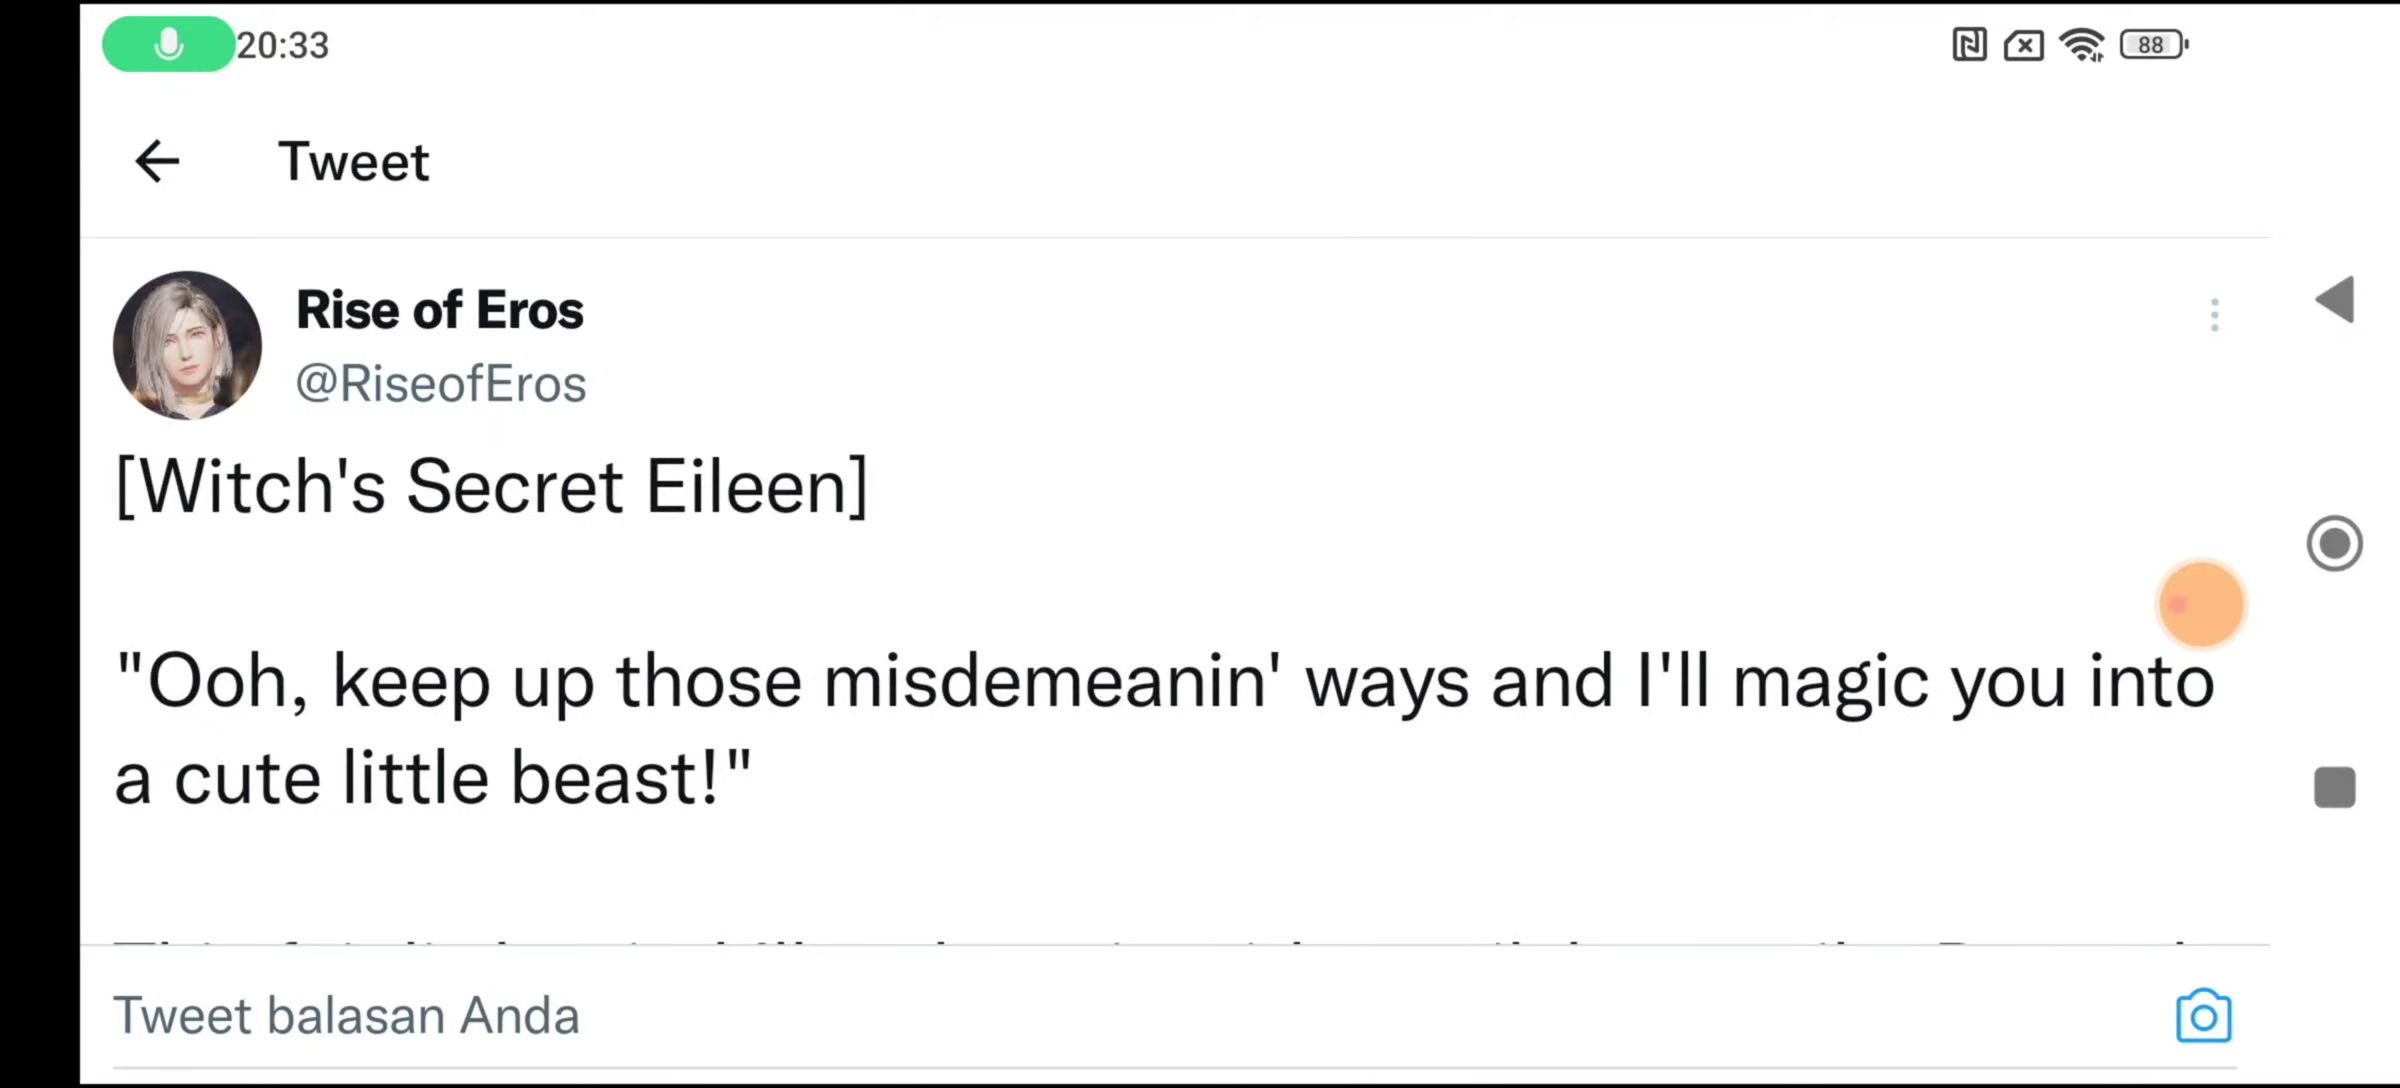 20:33
88
Tweet
Rise of Eros
@RiseofEros
[Witch's Secret Eileen]
"Ooh, keep up those misdemeanin' ways and I'll magic you into
a cute little beast!"
Tweet balasan Anda